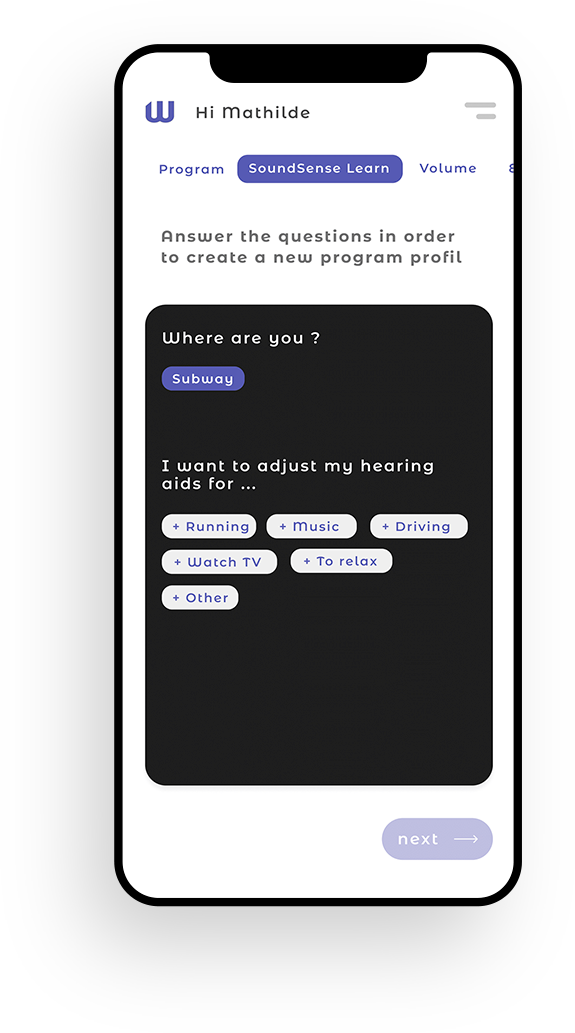 W
Hi Mathilde
Program SoundSense Learn Volume
Answer the questions in order
to create a new program profil
Where are you ?
Subway
I want to adjust my hearing
aids for ...
+ Running + Music + Driving
+ Watch TV + To relax
+ Other
next